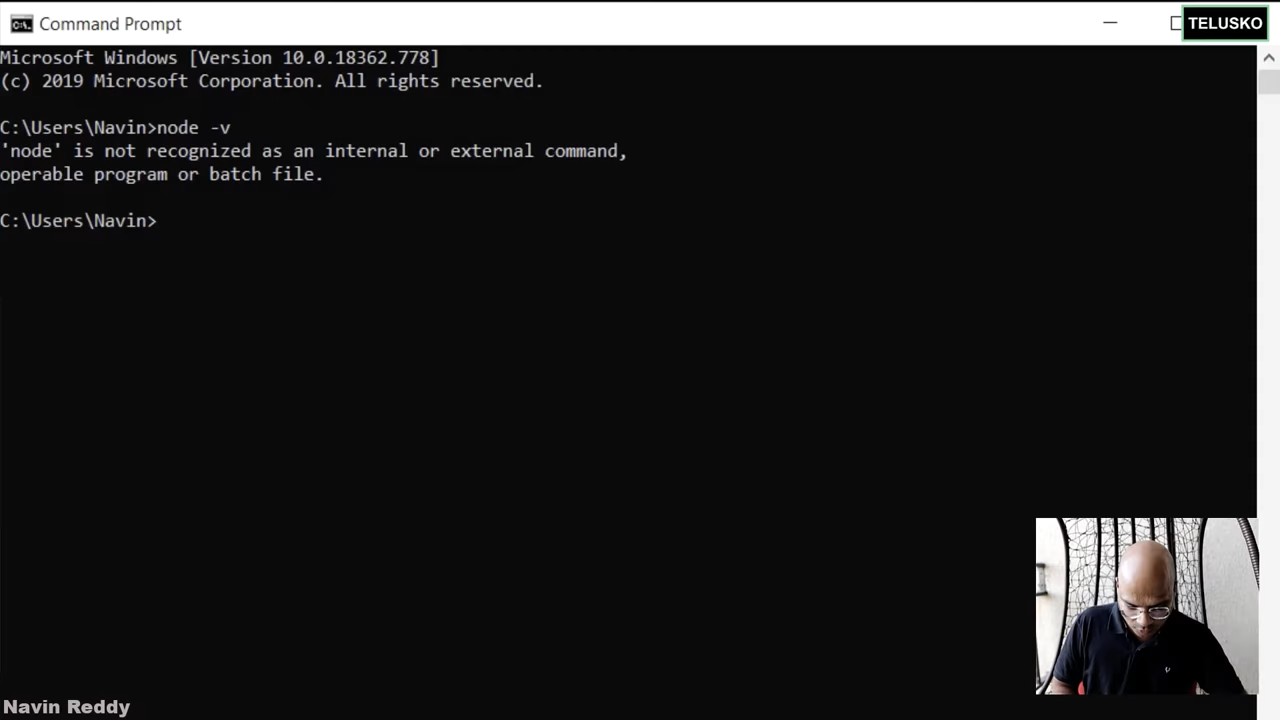 Command Prompt
TELUSKO
Microsoft Windows [Version 10.0.18362.778]
(c) 2019 Microsoft Corporation. All rights reserved.
C:\Users\Navin>node -v
'node' is not recognized as an internal or external command,
operable program or batch file.
C:\Users\Navin>
Navin Reddy